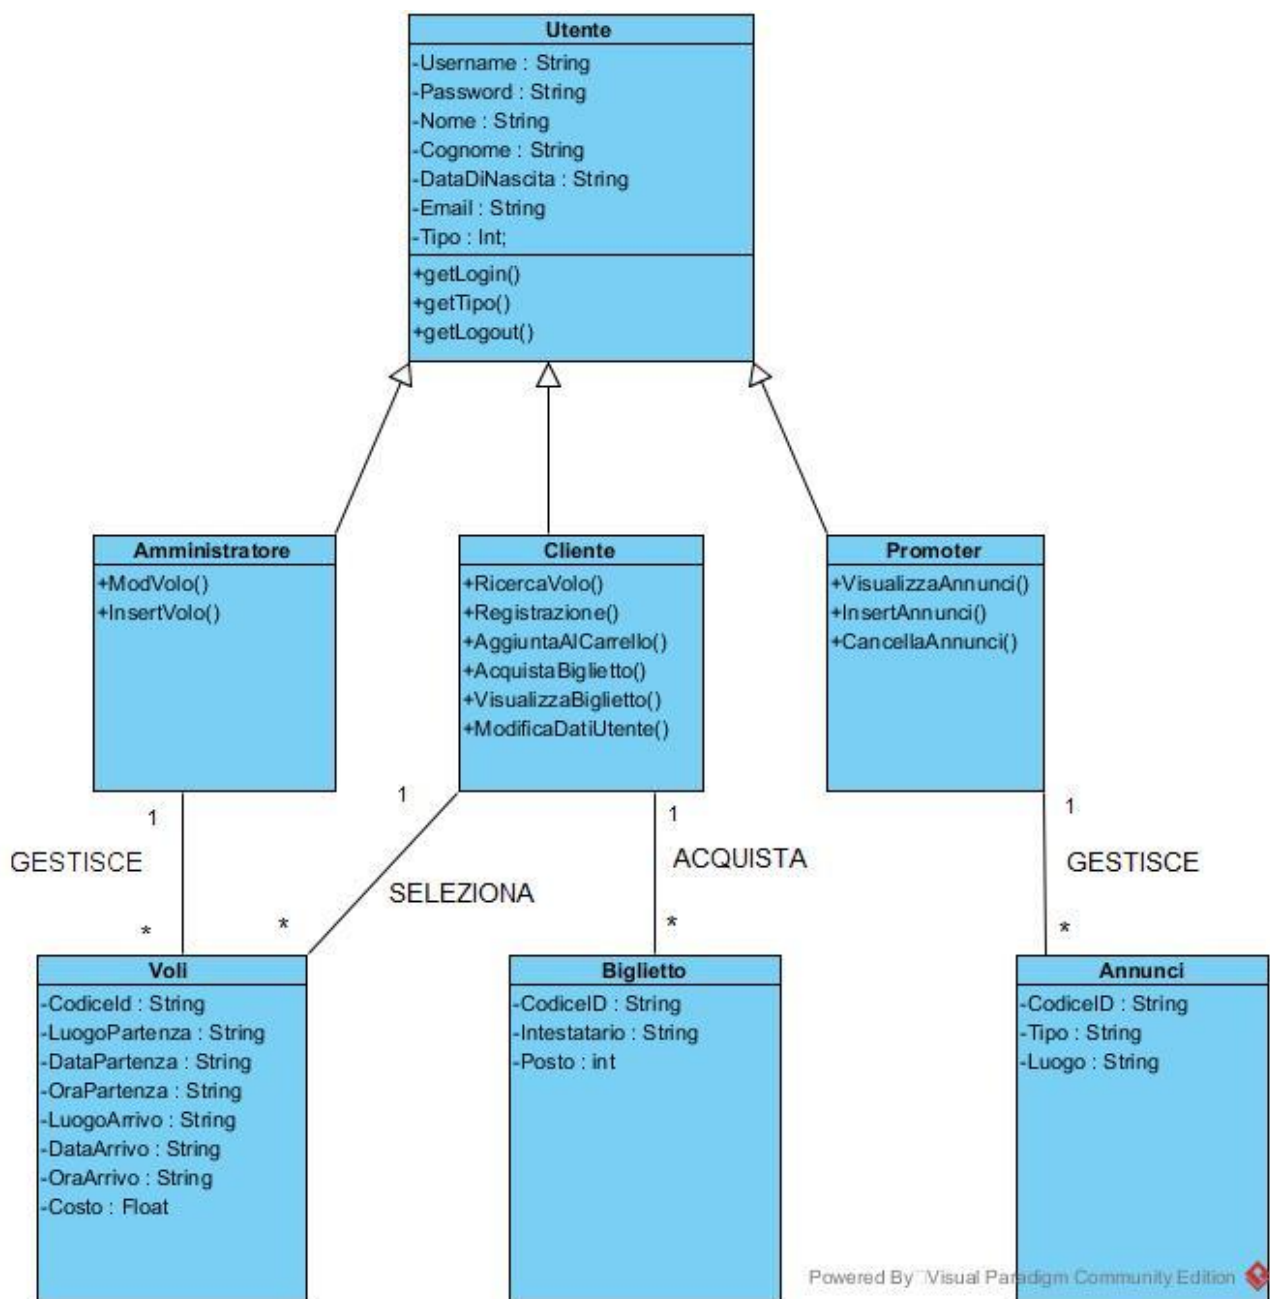 Utente
-Username : String
-Password : String
-Nome : String
-Cognome : String
-DataDiNascita : String
-Email : String
-Tipo : Int;
+getLogin()
+getTipo()
+getLogout()
Amministratore
+ModVolo()
+InsertVolo()
Cliente
+RicercaVolo()
+Registrazione()
+AggiuntaAlCarrello()
+AcquistaBiglietto()
+VisualizzaBiglietto()
+ModificaDatiUtente()
Promoter
+VisualizzaAnnunci()
+InsertAnnunci()
+CancellaAnnunci()
1
GESTISCE
*
1
SELEZIONA
*
1
ACQUISTA
*
1
GESTISCE
*
Voli
-CodiceId : String
-LuogoPartenza : String
-DataPartenza : String
-OraPartenza : String
-LuogoArrivo : String
-DataArrivo : String
-OraArrivo : String
-Costo : Float
Biglietto
-CodiceID : String
-Intestatario : String
-Posto : int
Annunci
-CodiceID : String
-Tipo : String
-Luogo : String
Powered By Visual Paradigm Community Edition